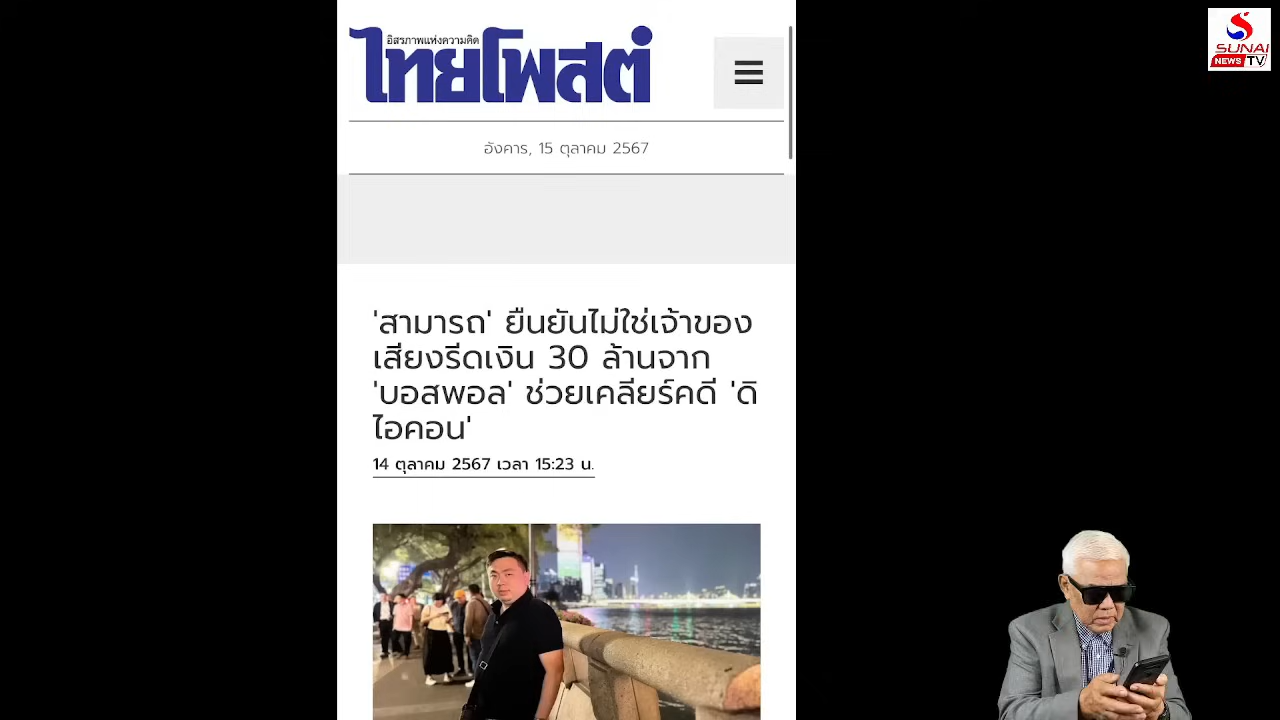 อิสรภาพแห่งความคิด
ไทยโพสต์
SUNAI
NEWS TV
อังคาร, 15 ตุลาคม 2567
'สามารถ' ยืนยันไม่ใช่เจ้าของ
เสียงรีดเงิน 30 ล้านจาก
'บอสพอล' ช่วยเคลียร์คดี 'ดิ
ไอคอน'
14 ตุลาคม 2567 เวลา 15:23 น.